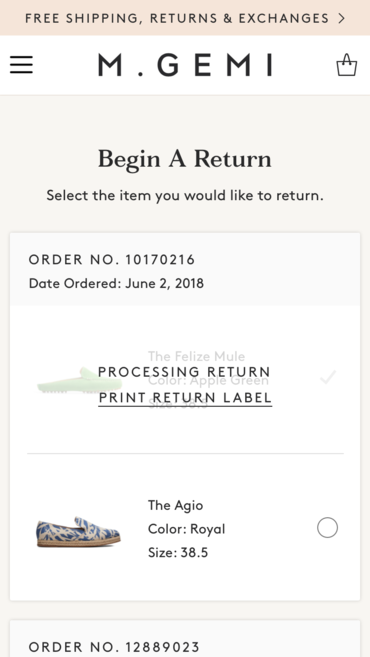 FREE SHIPPING, RETURNS & EXCHANGES
M.GEMI
Begin A Return
Select the item you would like to return.
ORDER NO. 10170216
Date Ordered: June 2, 2018
The Felize Mule
PROCESSING RETURN
Color: Apple Green
PRINT RETURN LABEL
The Agio
Color: Royal
Size: 38.5
ORDER NO. 12889023